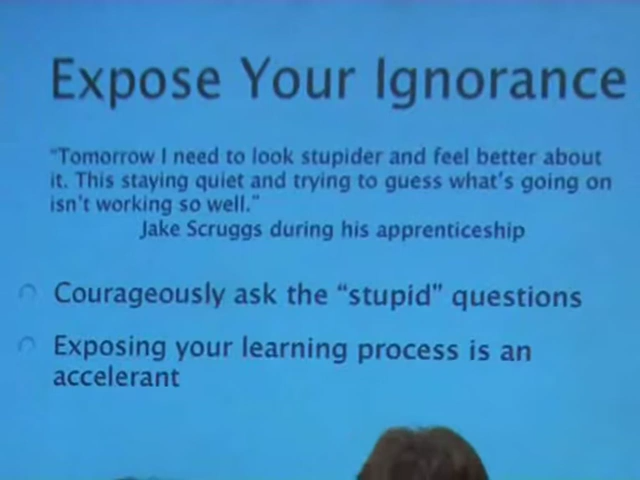 Expose Your Ignorance
"Tomorrow I need to look stupider and feel better about
it. This staying quiet and trying to guess what's going on
isn't working so well."
Jake Scruggs during his apprenticeship
Courageously ask the “stupid” questions
Exposing your learning process is an
accelerant